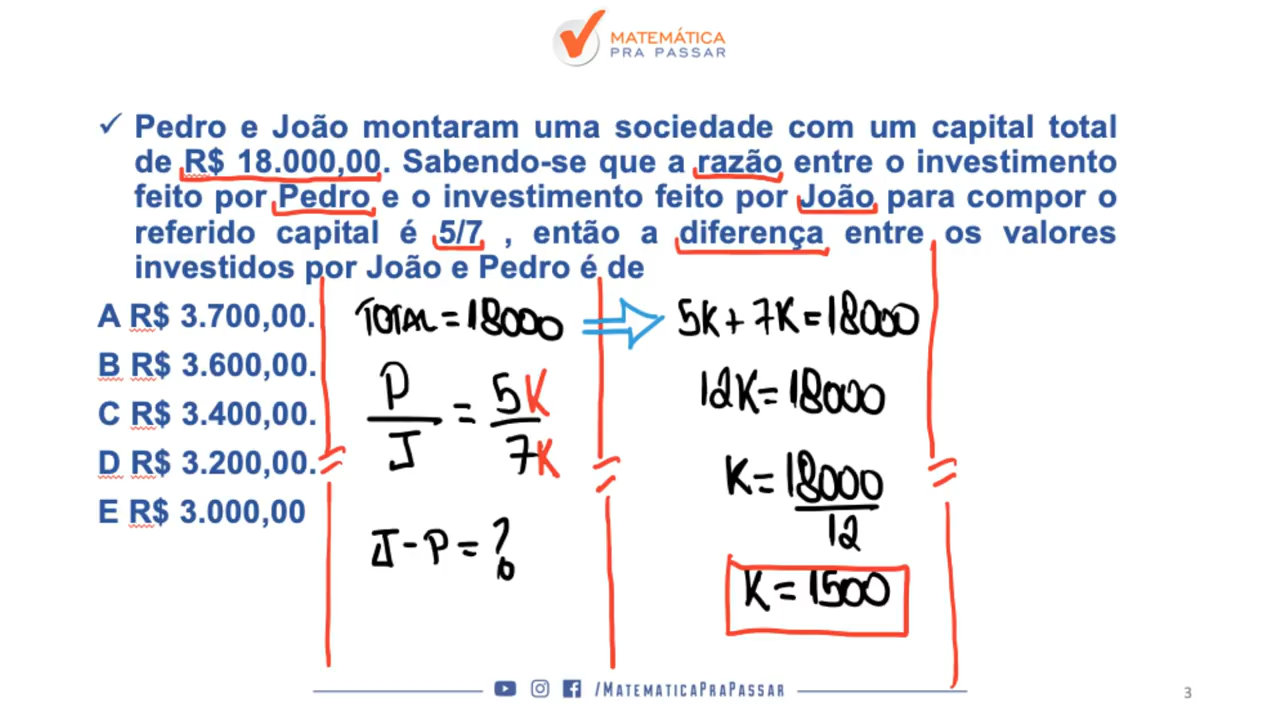 MATEMÁTICA
PRA PASSAR
✓ Pedro e João montaram uma sociedade com um capital total
de R$ 18.000,00. Sabendo-se que a razão entre o investimento
feito por Pedro e o investimento feito por João para compor o
referido capital é 5/7 , então a diferença entre os valores
investidos por João e Pedro é de
A R$ 3.700,00.
B R$ 3.600,00.
C R$ 3.400,00.
D R$ 3.200,00.
E R$ 3.000,00
TOTAL = 18000
P/J = 5K/7K
J - P = ?
5K + 7K = 18000
12K = 18000
K = 18000/12
K = 1500
/MATEMATICAPRAPASSAR
3